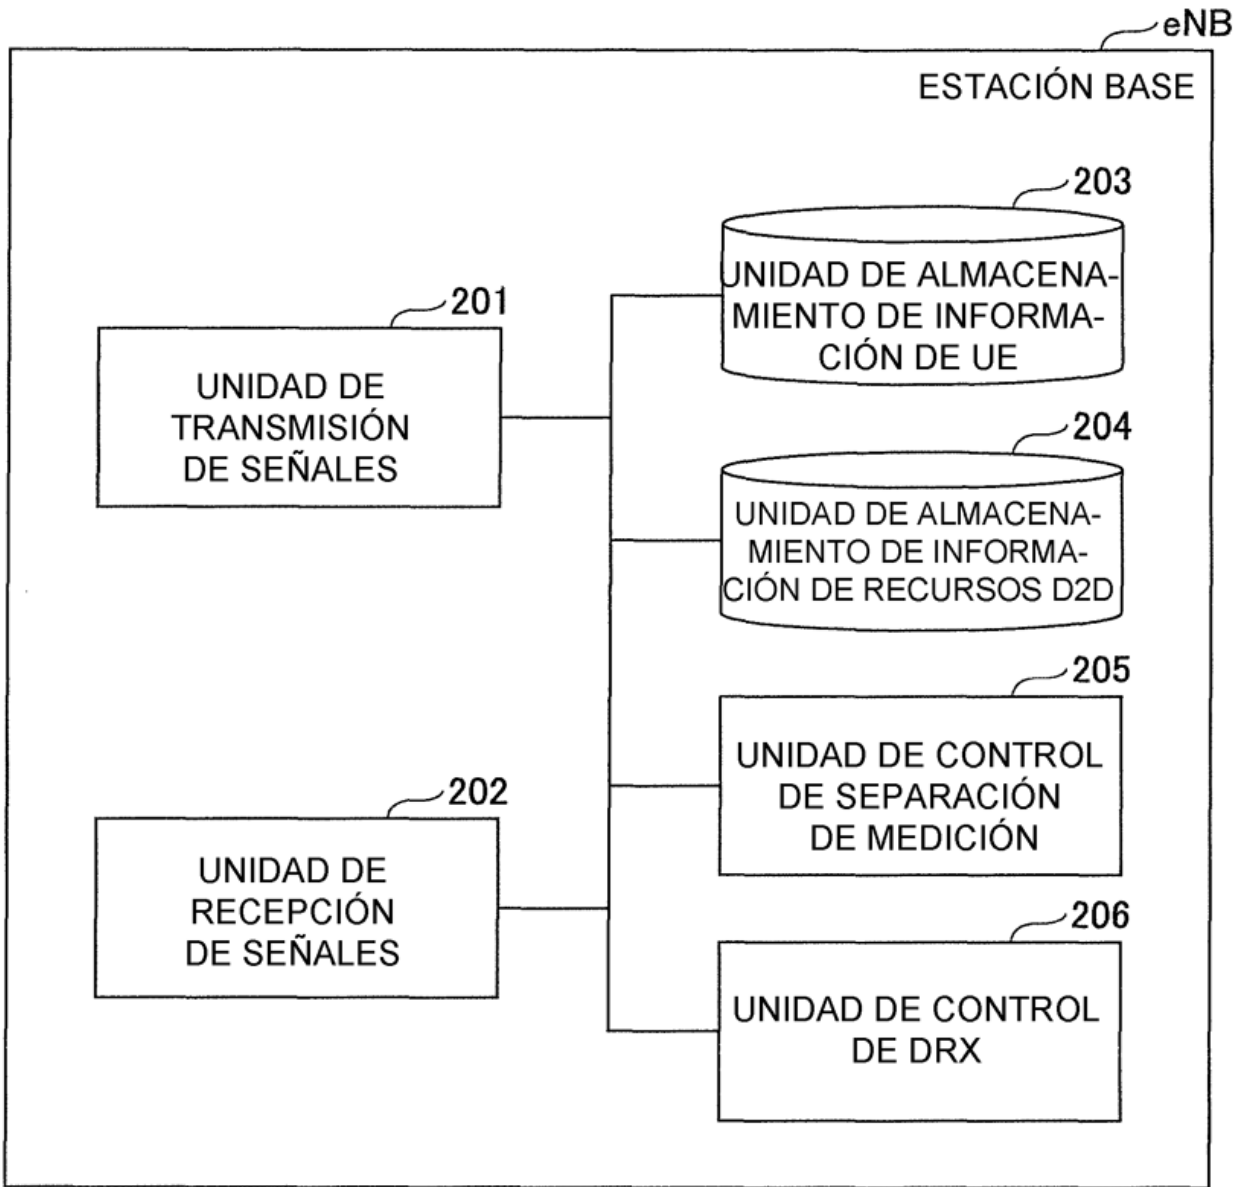 eNB
ESTACIÓN BASE
201
UNIDAD DE
TRANSMISIÓN
DE SEÑALES
202
UNIDAD DE
RECEPCIÓN
DE SEÑALES
203
UNIDAD DE ALMACENA-
MIENTO DE INFORMA-
CIÓN DE UE
204
UNIDAD DE ALMACENA-
MIENTO DE INFORMA-
CIÓN DE RECURSOS D2D
205
UNIDAD DE CONTROL
DE SEPARACIÓN
DE MEDICIÓN
206
UNIDAD DE CONTROL
DE DRX